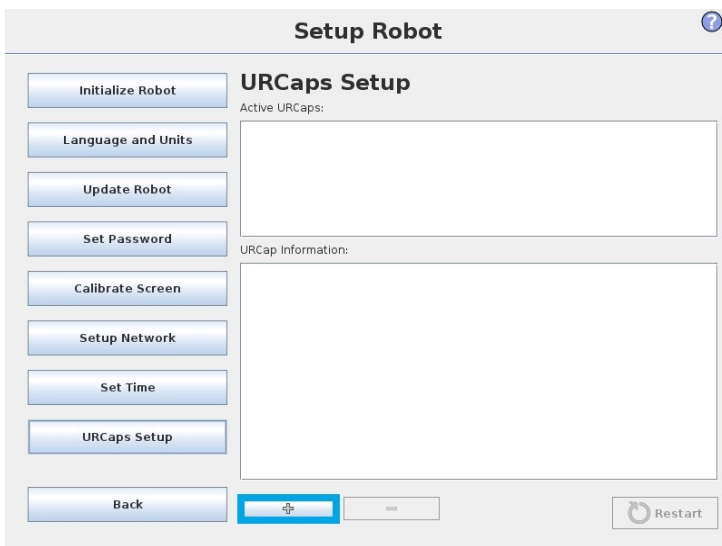 Setup Robot
?
Initialize Robot
Language and Units
Update Robot
Set Password
Calibrate Screen
Setup Network
Set Time
URCaps Setup
Back
URCaps Setup
Active URCaps:
URCap Information:
Restart